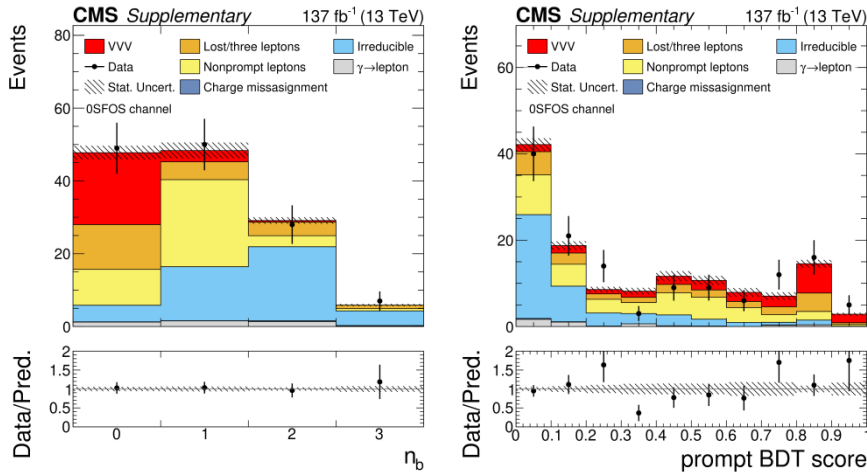 CMS Supplementary 137 fb⁻¹ (13 TeV)
Events
80
60
40
20
0
VVV
Lost/three leptons
Irreducible
Data
Nonprompt leptons
γ→lepton
Stat. Uncert.
Charge missasignment
0SFOS channel
Data/Pred.
2
1.5
1
0.5
0
0 1 2 3
n_b
CMS Supplementary 137 fb⁻¹ (13 TeV)
Events
60
40
20
0
VVV
Lost/three leptons
Irreducible
Data
Nonprompt leptons
γ→lepton
Stat. Uncert.
Charge missasignment
0SFOS channel
Data/Pred.
2
1.5
1
0.5
0
0 0.1 0.2 0.3 0.4 0.5 0.6 0.7 0.8 0.9 1
prompt BDT score